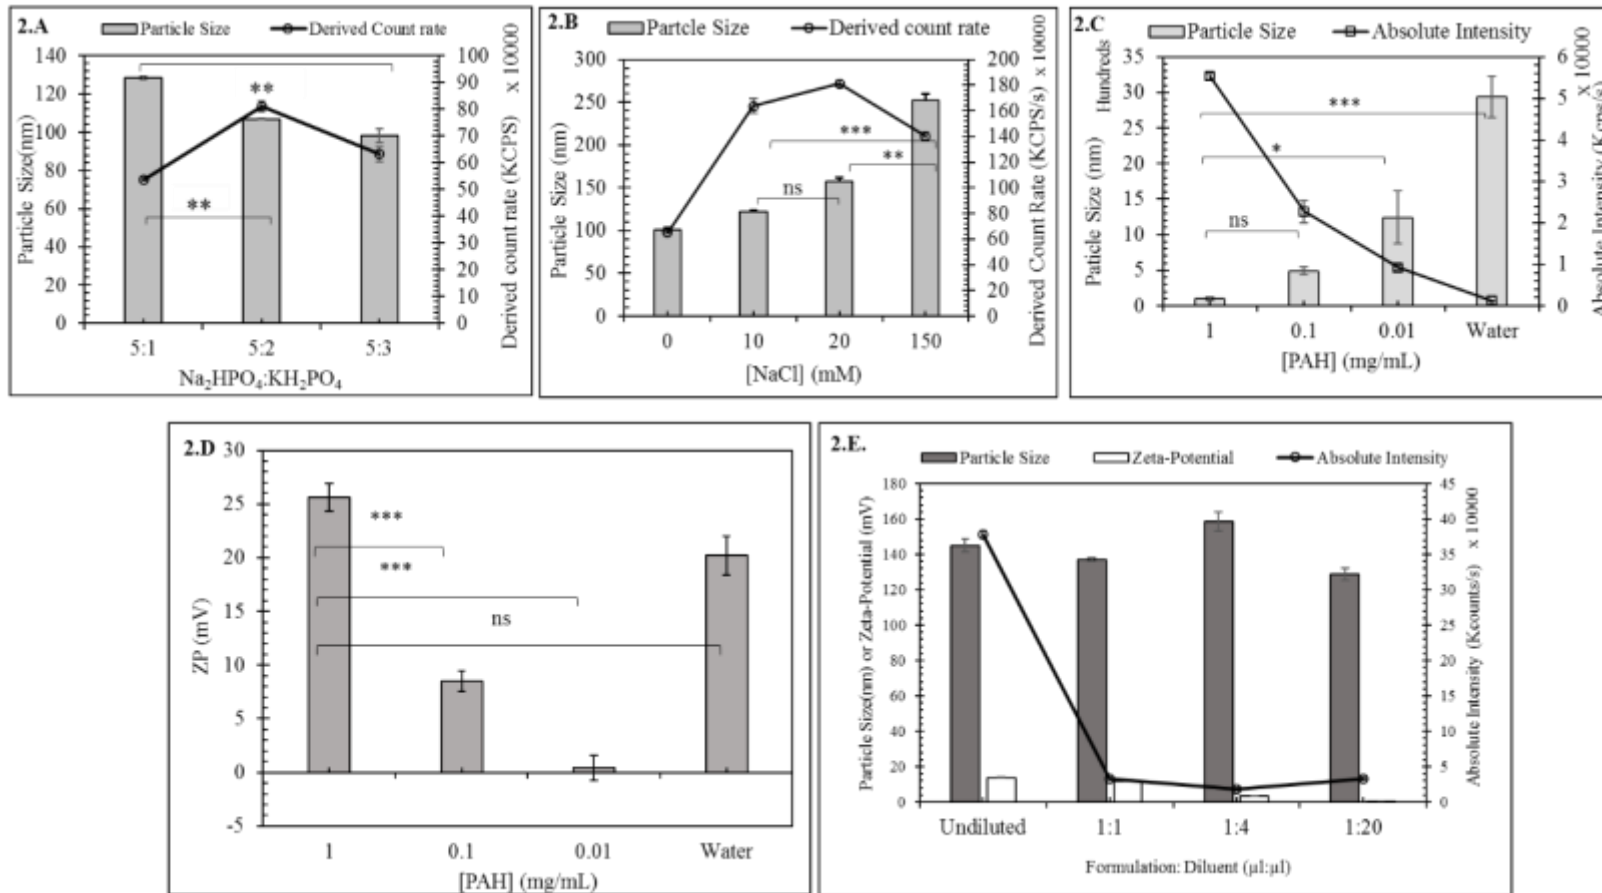 2.A
Particle Size Derived Count rate
Particle Size(nm)
140
120
100
80
60
40
20
0
**
**
100
90
80
70
60
50
40
30
20
10
0
Derived count rate (KCPS) x 10000
5:1 5:2 5:3
Na₂HPO₄:KH₂PO₄
2.B
Partcle Size Derived count rate
Particle Size (nm)
300
250
200
150
100
50
0
***
**
ns
200
180
160
140
120
100
80
60
40
20
0
Derived Count Rate (KCPS/s) x 10000
0 10 20 150
[NaCl] (mM)
2.C
Particle Size Absolute Intensity
Paticle Size (nm) Hundreds
35
30
25
20
15
10
5
0
***
*
ns
6
5
4
3
2
1
0
Absolute Intensity (Kcps/s)
X 10000
1 0.1 0.01 Water
[PAH] (mg/mL)
2.D
ZP (mV)
30
25
20
15
10
5
0
-5
***
***
ns
1 0.1 0.01 Water
[PAH] (mg/mL)
2.E.
Particle Size Zeta-Potential Absolute Intensity
Particle Size(nm) or Zeta-Potential (mV)
180
160
140
120
100
80
60
40
20
0
45
40
35
30
25
20
15
10
5
0
Absolute Intensity (Kcounts/s) x 10000
Undiluted 1:1 1:4 1:20
Formulation: Diluent (µl:µl)